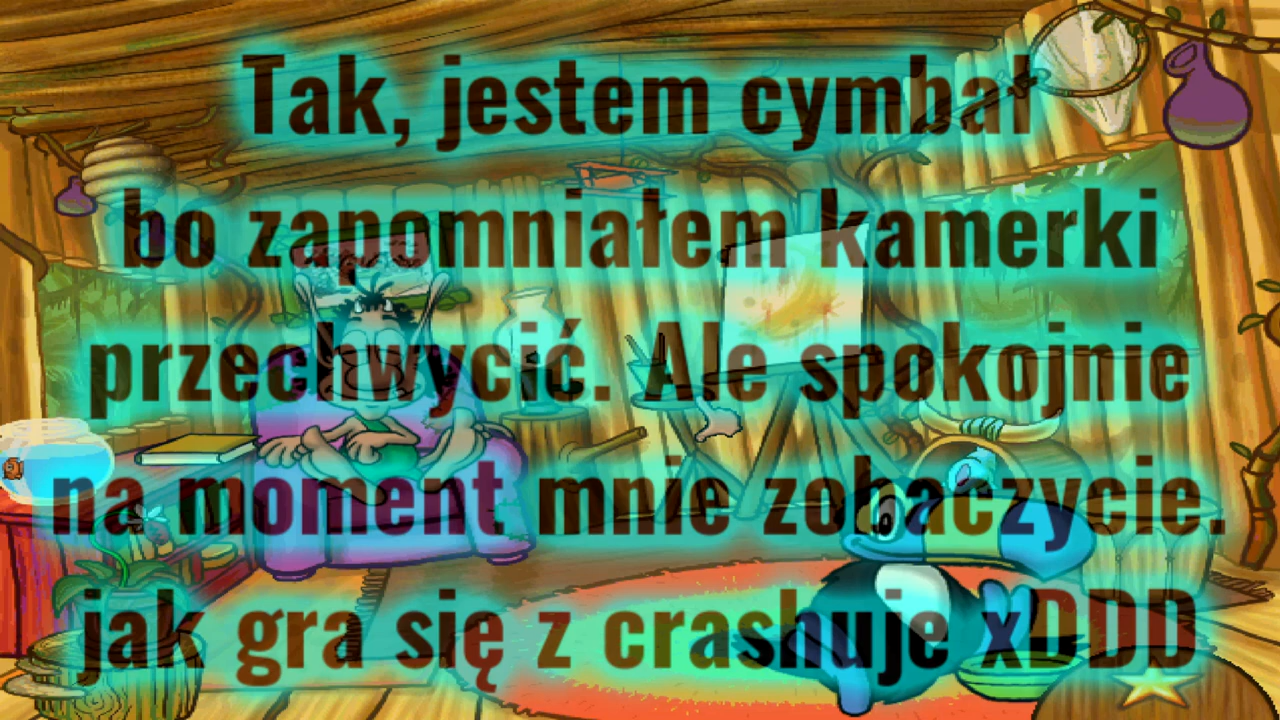 Tak, jestem cymbał
bo zapomniałem kamerki
przechwycić. Ale spokojnie
na moment mnie zobaczycie.
jak gra się z crashuje xDDD